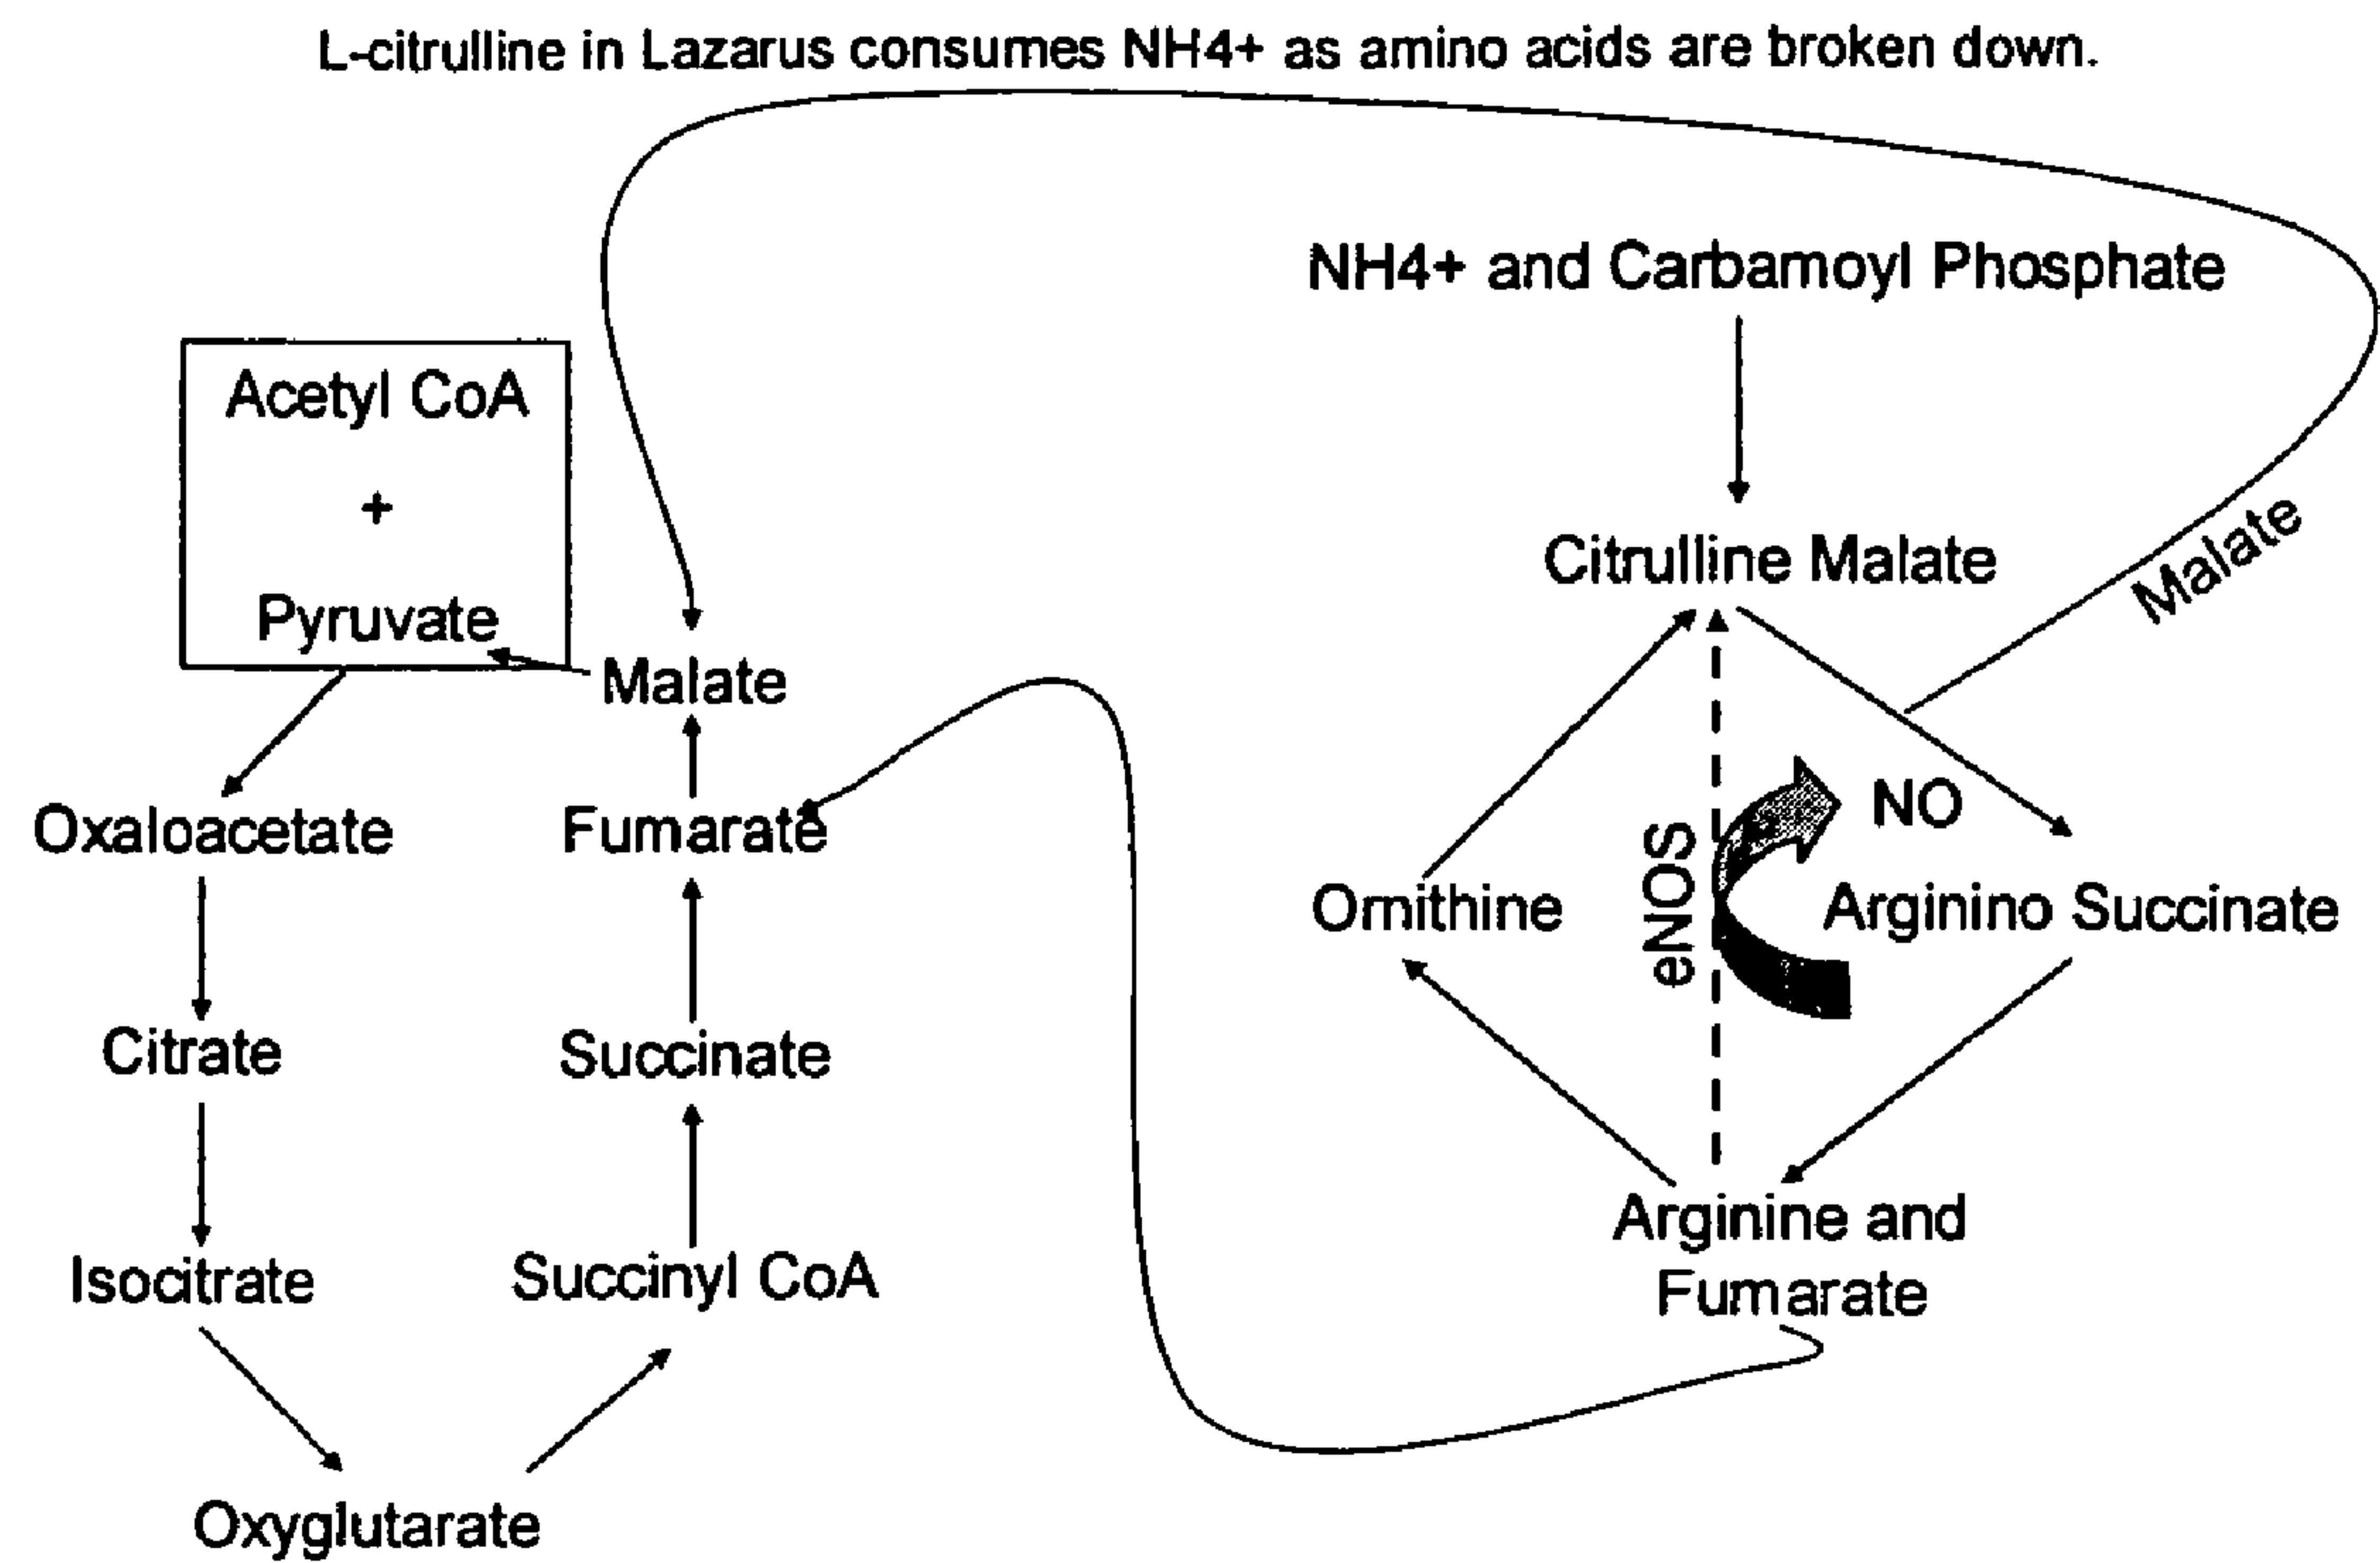 L-citrulline in Lazarus consumes NH4+ as amino acids are broken down.
NH4+ and Carbamoyl Phosphate
Acetyl CoA
+
Pyruvate
Citrulline Malate
Malate
Malate
Oxaloacetate
Fumarate
NO
eNOS
Ornithine
Arginino Succinate
Citrate
Succinate
Arginine and
Fumarate
Isocitrate
Succinyl CoA
Oxyglutarate